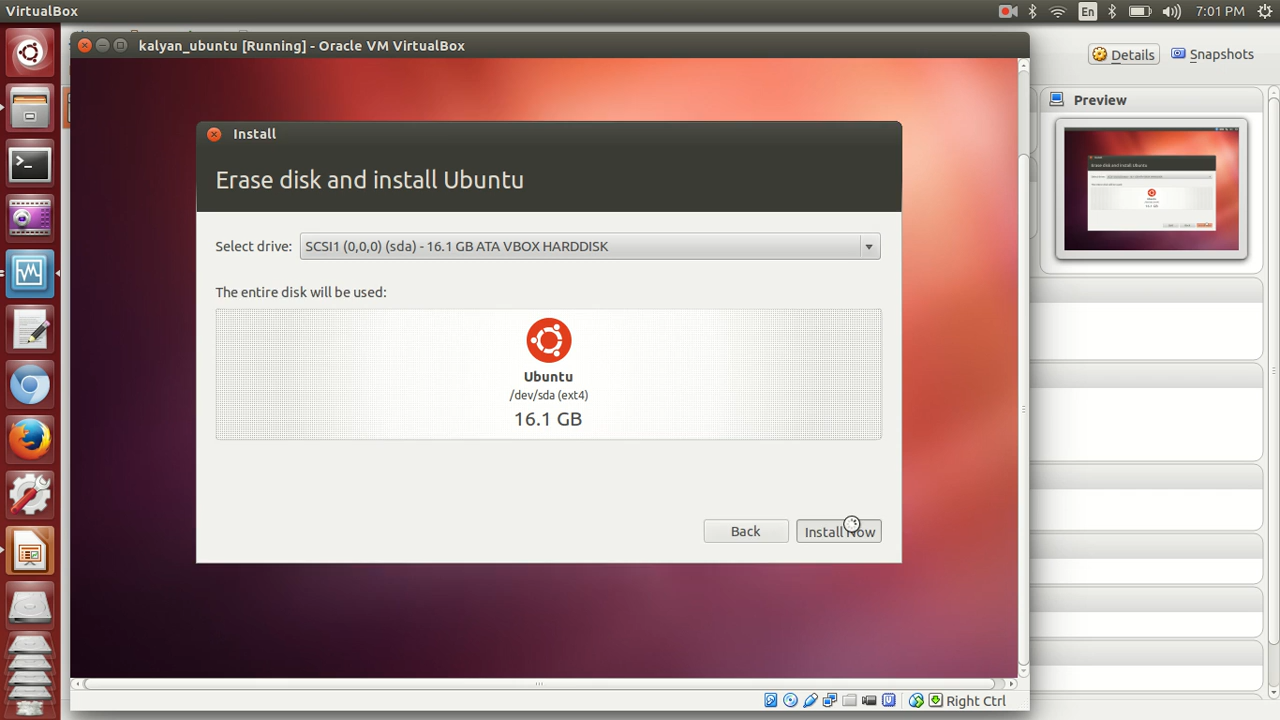 VirtualBox
En
7:01 PM
kalyan_ubuntu [Running] - Oracle VM VirtualBox
Details
Snapshots
Preview
Install
Erase disk and install Ubuntu
Select drive: SCSI1 (0,0,0) (sda) - 16.1 GB ATA VBOX HARDDISK
The entire disk will be used:
Ubuntu
/dev/sda (ext4)
16.1 GB
Back
Install Now
Right Ctrl